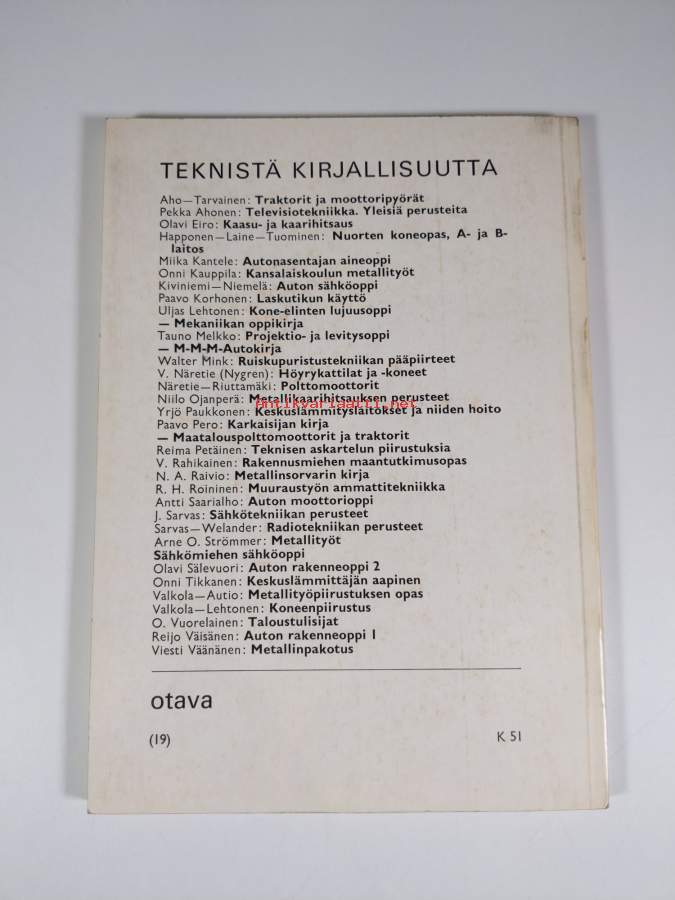 TEKNISTÄ KIRJALLISUUTTA
Aho—Tarvainen: Traktorit ja moottoripyörät
Pekka Ahonen: Televisiotekniikka. Yleisiä perusteita
Olavi Eiro: Kaasu- ja kaarihitsaus
Happonen—Laine—Tuominen: Nuorten koneopas, A- ja B-
laitos
Miika Kantele: Autonasentajan aineoppi
Onni Kauppila: Kansalaiskoulun metallityöt
Kiviniemi—Niemelä: Auton sähköoppi
Paavo Korhonen: Laskutikun käyttö
Uljas Lehtonen: Kone-elinten lujuusoppi
— Mekaniikan oppikirja
Tauno Melkko: Projektio- ja levitysoppi
— M-M-M-Autokirja
Walter Mink: Ruiskupuristustekniikan pääpiirteet
V. Näretie (Nygren): Höyrykattilat ja -koneet
Näretie—Riuttamäki: Polttomoottorit
Niilo Ojanperä: Metallikaarihitsauksen perusteet
Antikvariaatti.net
Yrjö Paukkonen: Keskuslämmityslaitokset ja niiden hoito
Paavo Pero: Karkaisijan kirja
— Maatalouspolttomoottorit ja traktorit
Reima Petäinen: Teknisen askartelun piirustuksia
V. Rahikainen: Rakennusmiehen maantutkimusopas
N. A. Raivio: Metallinsorvarin kirja
R. H. Roininen: Muuraustyön ammattitekniikka
Antti Saarialho: Auton moottorioppi
J. Sarvas: Sähkötekniikan perusteet
Sarvas—Welander: Radiotekniikan perusteet
Arne O. Strömmer: Metallityöt
Sähkömiehen sähköoppi
Olavi Sälevuori: Auton rakenneoppi 2
Onni Tikkanen: Keskuslämmittäjän aapinen
Valkola—Autio: Metallityöpiirustuksen opas
Valkola—Lehtonen: Koneenpiirustus
O. Vuorelainen: Taloustulisijat
Reijo Väisänen: Auton rakenneoppi 1
Viesti Väänänen: Metallinpakotus
otava
(19) K 51